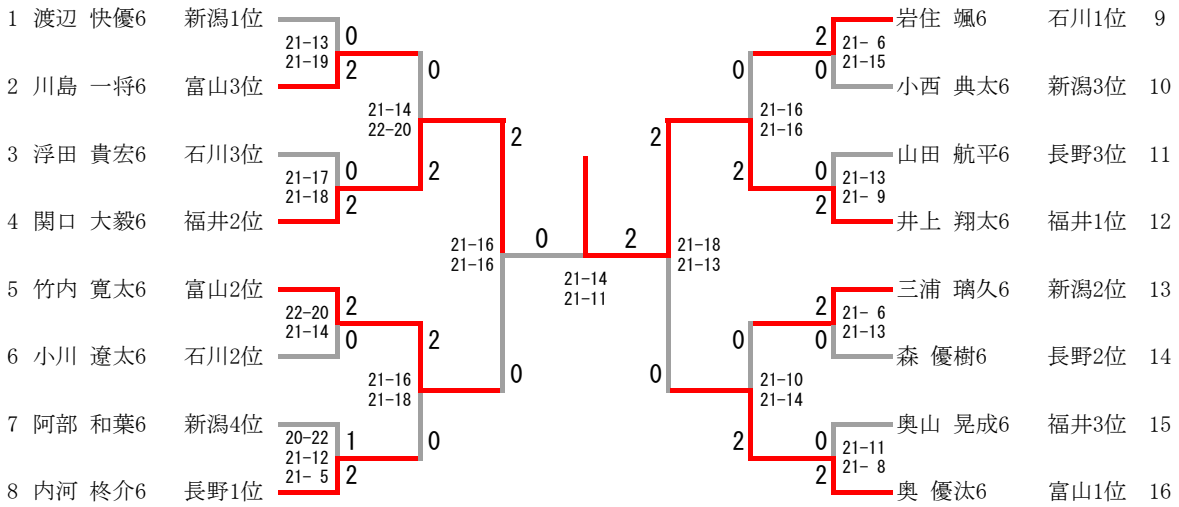 1 渡辺 快優6 新潟1位
21-13 0
21-19 2
2 川島 一将6 富山3位
0
21-14
22-20
2
3 浮田 貴宏6 石川3位
21-17 0
21-18 2
4 関口 大毅6 福井2位
2
21-16
21-16
0
5 竹内 寛太6 富山2位
22-20 2
21-14 0
6 小川 遼太6 石川2位
2
21-16
21-18
0
7 阿部 和葉6 新潟4位
20-22 1
21-12
21- 5 2
8 内河 柊介6 長野1位
0 2
21-14
21-11
岩住 颯6 石川1位 9
2 21- 6
0 21-15
小西 典太6 新潟3位 10
0
21-16
21-16
2
山田 航平6 長野3位 11
0 21-13
2 21- 9
井上 翔太6 福井1位 12
2
21-18
21-13
0
三浦 璃久6 新潟2位 13
2 21- 6
0 21-13
森 優樹6 長野2位 14
0
21-10
21-14
2
奥山 晃成6 福井3位 15
0 21-11
2 21- 8
奥 優汰6 富山1位 16